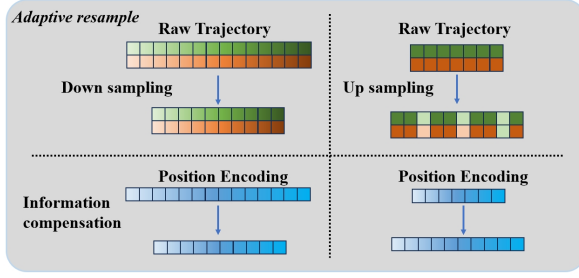 Adaptive resample
Raw Trajectory
Raw Trajectory
Down sampling
Up sampling
Position Encoding
Position Encoding
Information
compensation